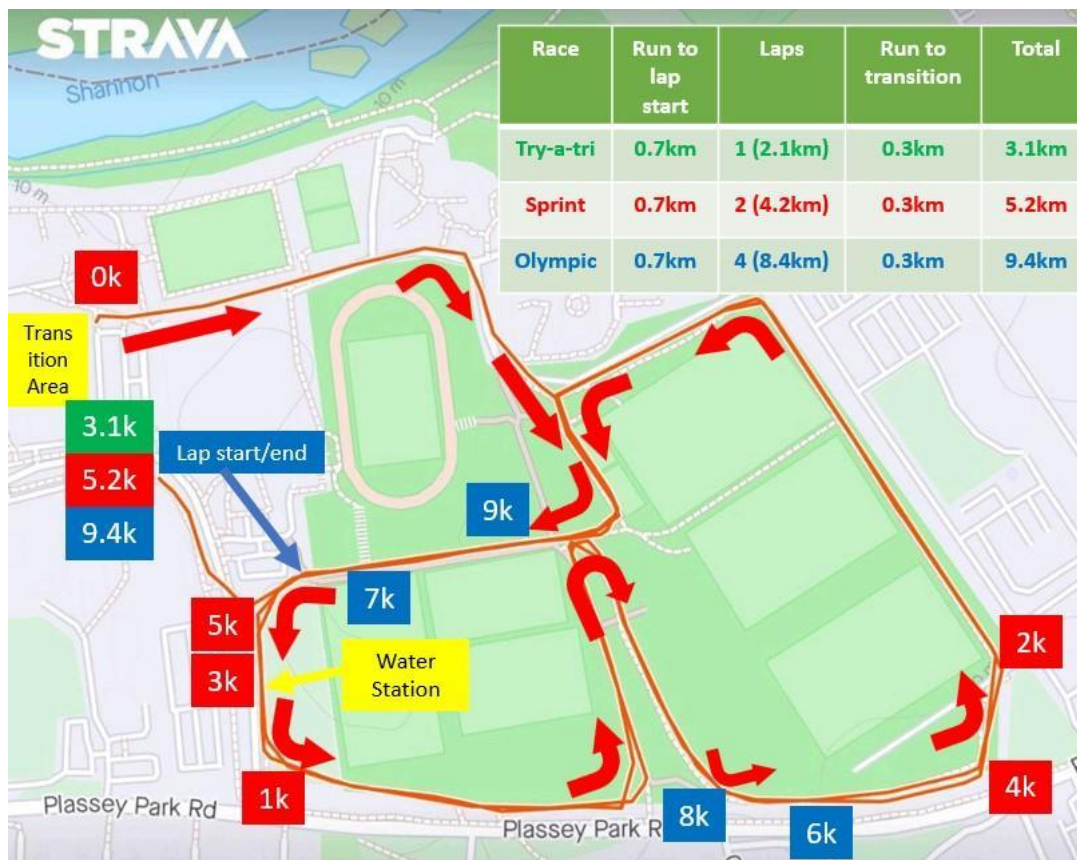 STRAVA
Shannon
10 m
10 m
Race
Run to
lap
start
Laps
Run to
transition
Total
Try-a-tri
0.7km
1 (2.1km)
0.3km
3.1km
Sprint
0.7km
2 (4.2km)
0.3km
5.2km
Olympic
0.7km
4 (8.4km)
0.3km
9.4km
0k
Trans
ition
Area
3.1k
5.2k
9.4k
Lap start/end
9k
7k
5k
3k
Water
Station
2k
1k
4k
8k
6k
Plassey Park Rd
Plassey Park R